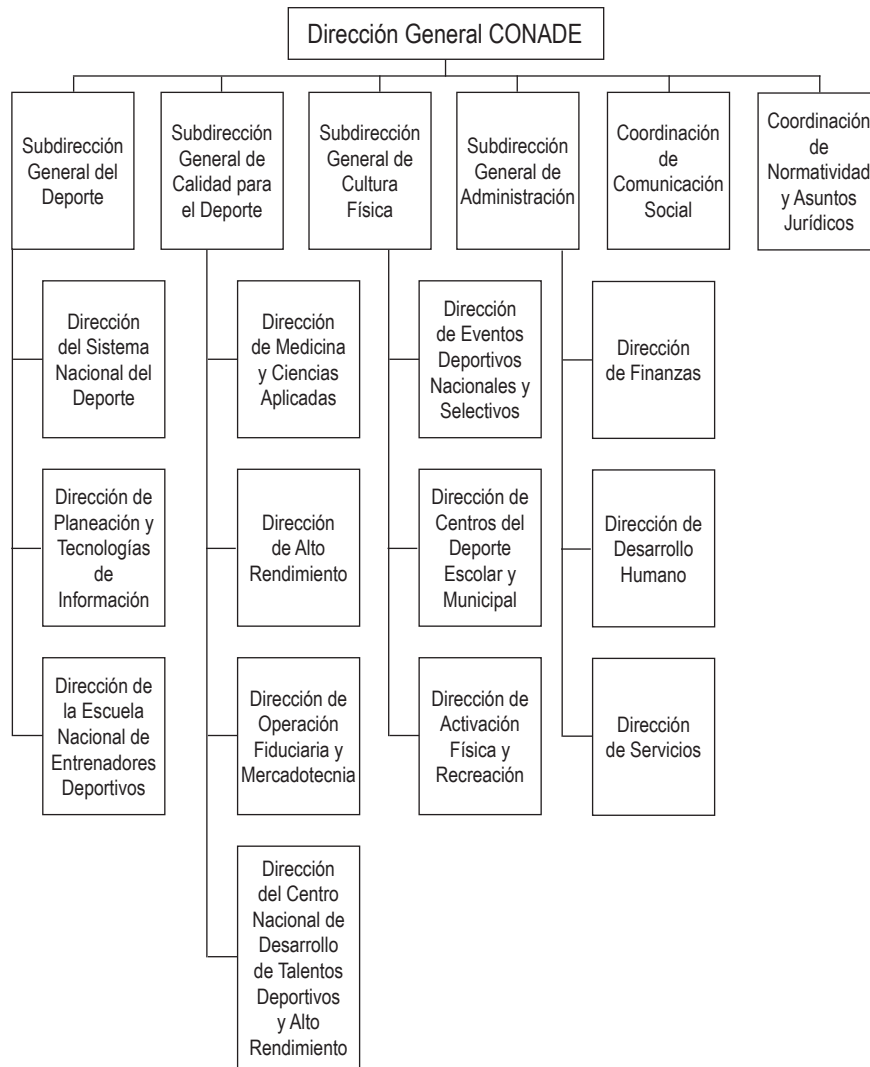 Dirección General CONADE
Subdirección
General del
Deporte
Subdirección
General de
Calidad para
el Deporte
Subdirección
General de
Cultura
Física
Subdirección
General de
Administración
Coordinación
de
Comunicación
Social
Coordinación
de
Normatividad
y Asuntos
Jurídicos
Dirección
del Sistema
Nacional del
Deporte
Dirección
de Medicina
y Ciencias
Aplicadas
Dirección
de Eventos
Deportivos
Nacionales y
Selectivos
Dirección
de Finanzas
Dirección de
Planeación y
Tecnologías
de
Información
Dirección
de Alto
Rendimiento
Dirección de
Centros del
Deporte
Escolar y
Municipal
Dirección de
Desarrollo
Humano
Dirección de
la Escuela
Nacional de
Entrenadores
Deportivos
Dirección de
Operación
Fiduciaria y
Mercadotecnia
Dirección de
Activación
Física y
Recreación
Dirección
de Servicios
Dirección
del Centro
Nacional de
Desarrollo
de Talentos
Deportivos
y Alto
Rendimiento